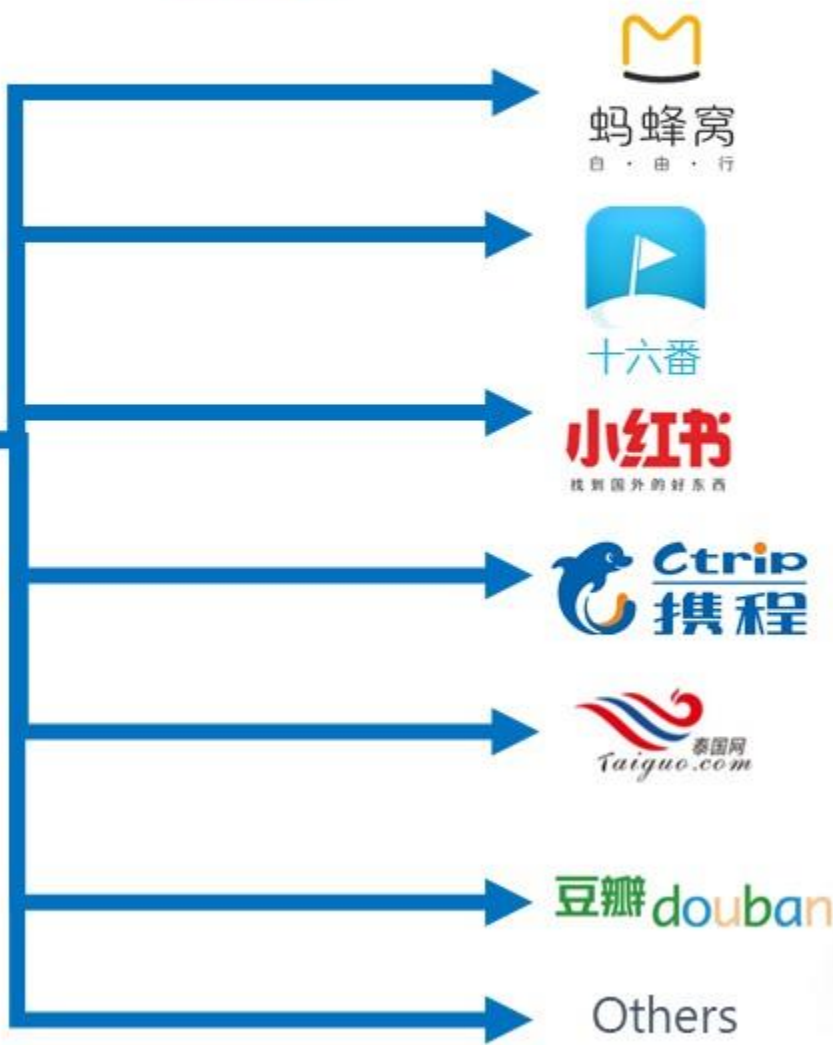 蚂蜂窝
自·由·行
十六番
小红书
找到国外的好东西
Ctrip
携程
泰国网
Taiguo.com
豆瓣douban
Others